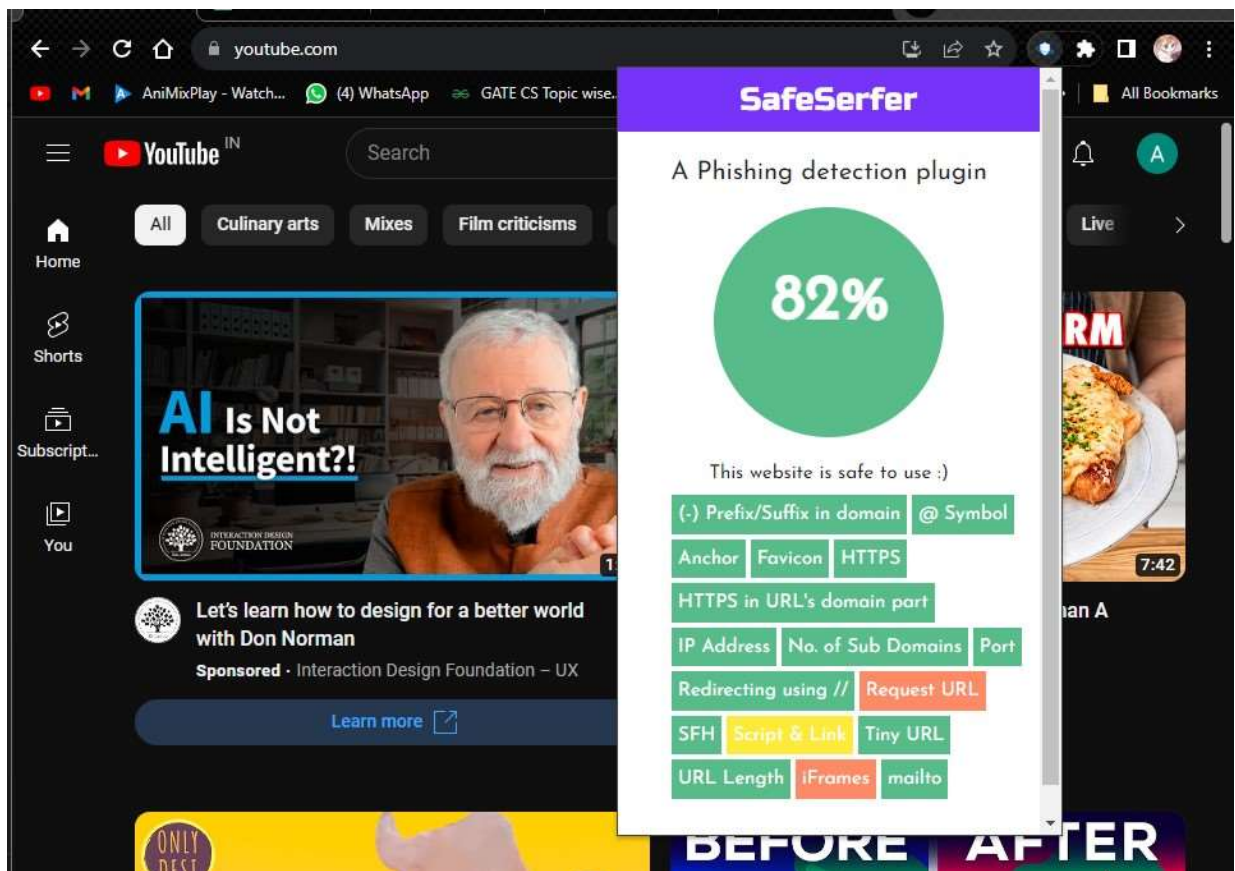 youtube.com
AniMixPlay - Watch...
(4) WhatsApp
GATE CS Topic wise..
All Bookmarks
SafeSerfer
YouTube IN
Search
A
A Phishing detection plugin
All
Culinary arts
Mixes
Film criticisms
Live
Home
Shorts
Subscript...
You
AI Is Not
Intelligent?!
INTERACTION DESIGN
FOUNDATION
82%
RM
7:42
This website is safe to use :)
(-) Prefix/Suffix in domain
@ Symbol
Anchor
Favicon
HTTPS
HTTPS in URL's domain part
IP Address
No. of Sub Domains
Port
Redirecting using //
Request URL
SFH
Script & Link
Tiny URL
URL Length
iFrames
mailto
Let's learn how to design for a better world
with Don Norman
Sponsored · Interaction Design Foundation – UX
Learn more
an A
ONLY
DESI
BEFORE
AFTER